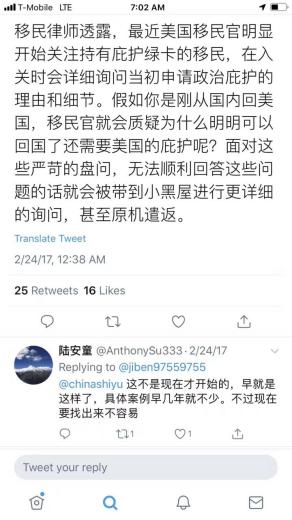 T-Mobile LTE
7:02 AM
移民律师透露，最近美国移民官明显
开始关注持有庇护绿卡的移民，在入
关时会详细询问当初申请政治庇护的
理由和细节。假如你是刚从国内回美
国，移民官就会质疑为什么明明可以
回国了还需要美国的庇护呢？面对这
些严苛的盘问，无法顺利回答这些问
题的话就会被带到小黑屋进行更详细
的询问，甚至原机遣返。
Translate Tweet
2/24/17, 12:38 AM
25 Retweets 16 Likes
陆安童 @AnthonySu333 · 2/24/17
Replying to @jiben97559755
@chinashiyu 这不是现在才开始的，早就是
这样了，具体案例早几年就不少。不过现在
要找出来不容易
1 1
Tweet your reply